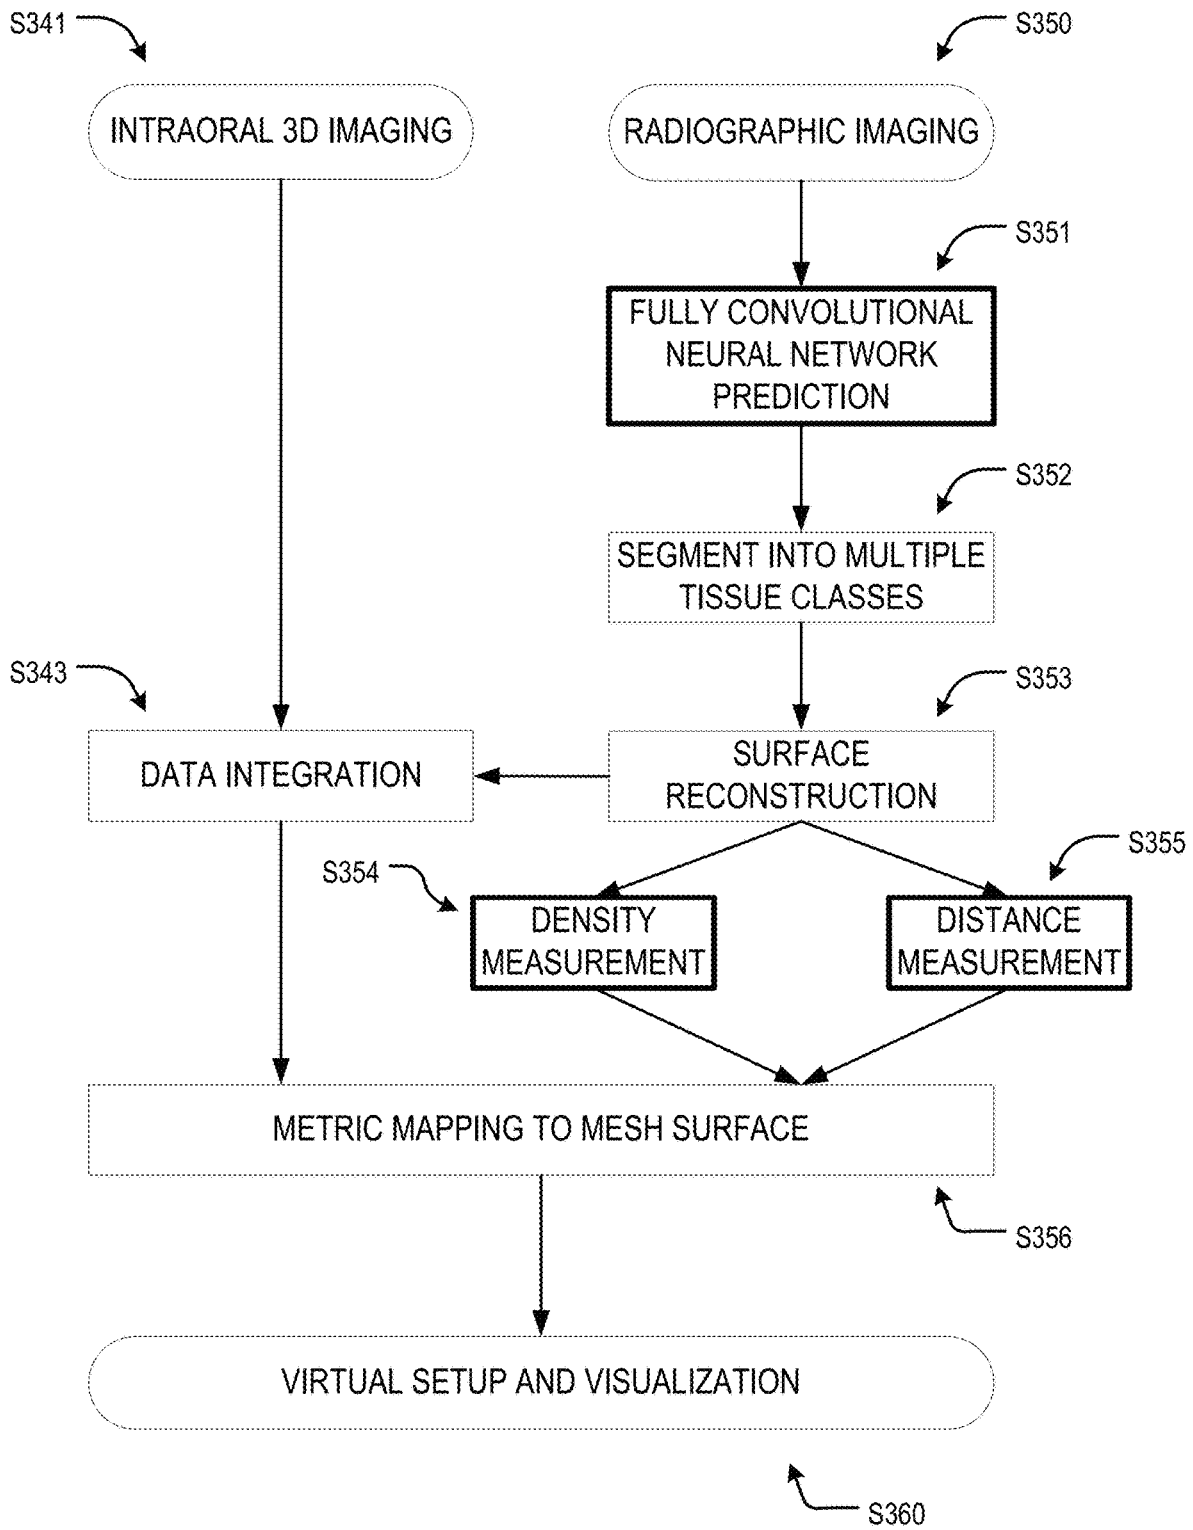 S341
S350
INTRAORAL 3D IMAGING
RADIOGRAPHIC IMAGING
S351
FULLY CONVOLUTIONAL
NEURAL NETWORK
PREDICTION
S352
SEGMENT INTO MULTIPLE
TISSUE CLASSES
S343
S353
DATA INTEGRATION
SURFACE
RECONSTRUCTION
S354
S355
DENSITY
MEASUREMENT
DISTANCE
MEASUREMENT
METRIC MAPPING TO MESH SURFACE
S356
VIRTUAL SETUP AND VISUALIZATION
S360